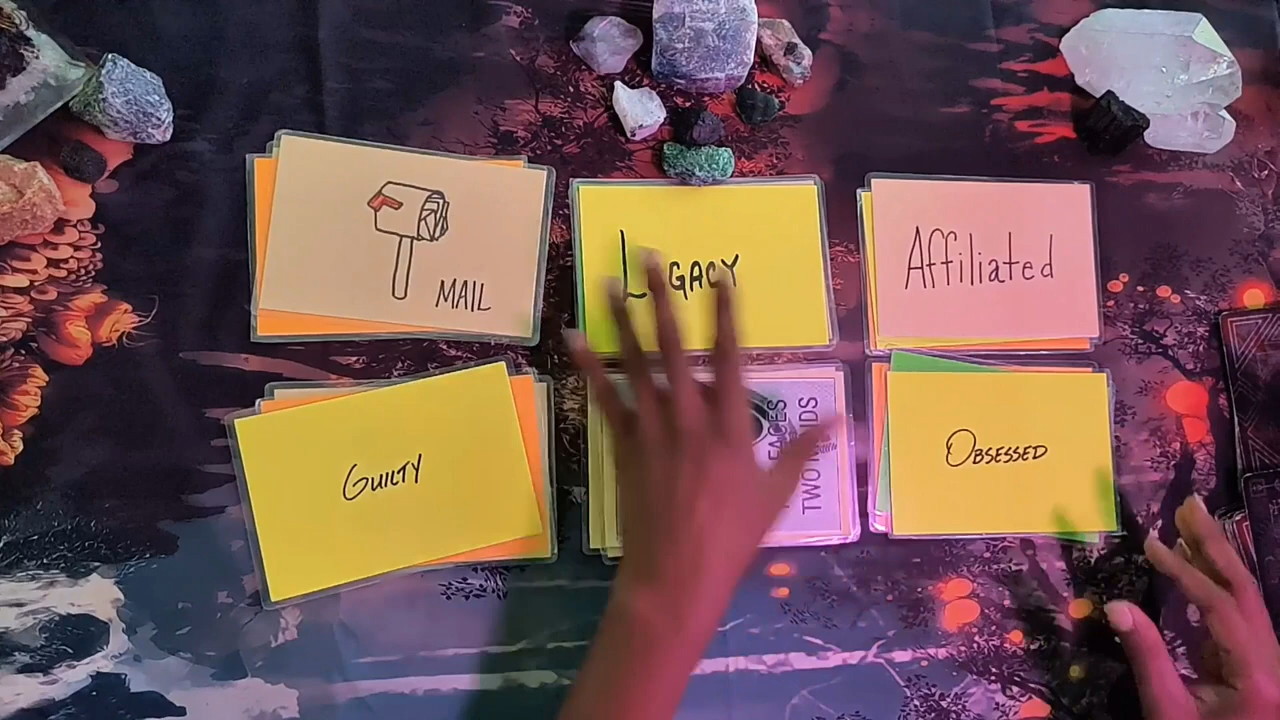 MAIL
LEGACY
Affiliated
GUILTY
FACES
TWO
OBSESSED